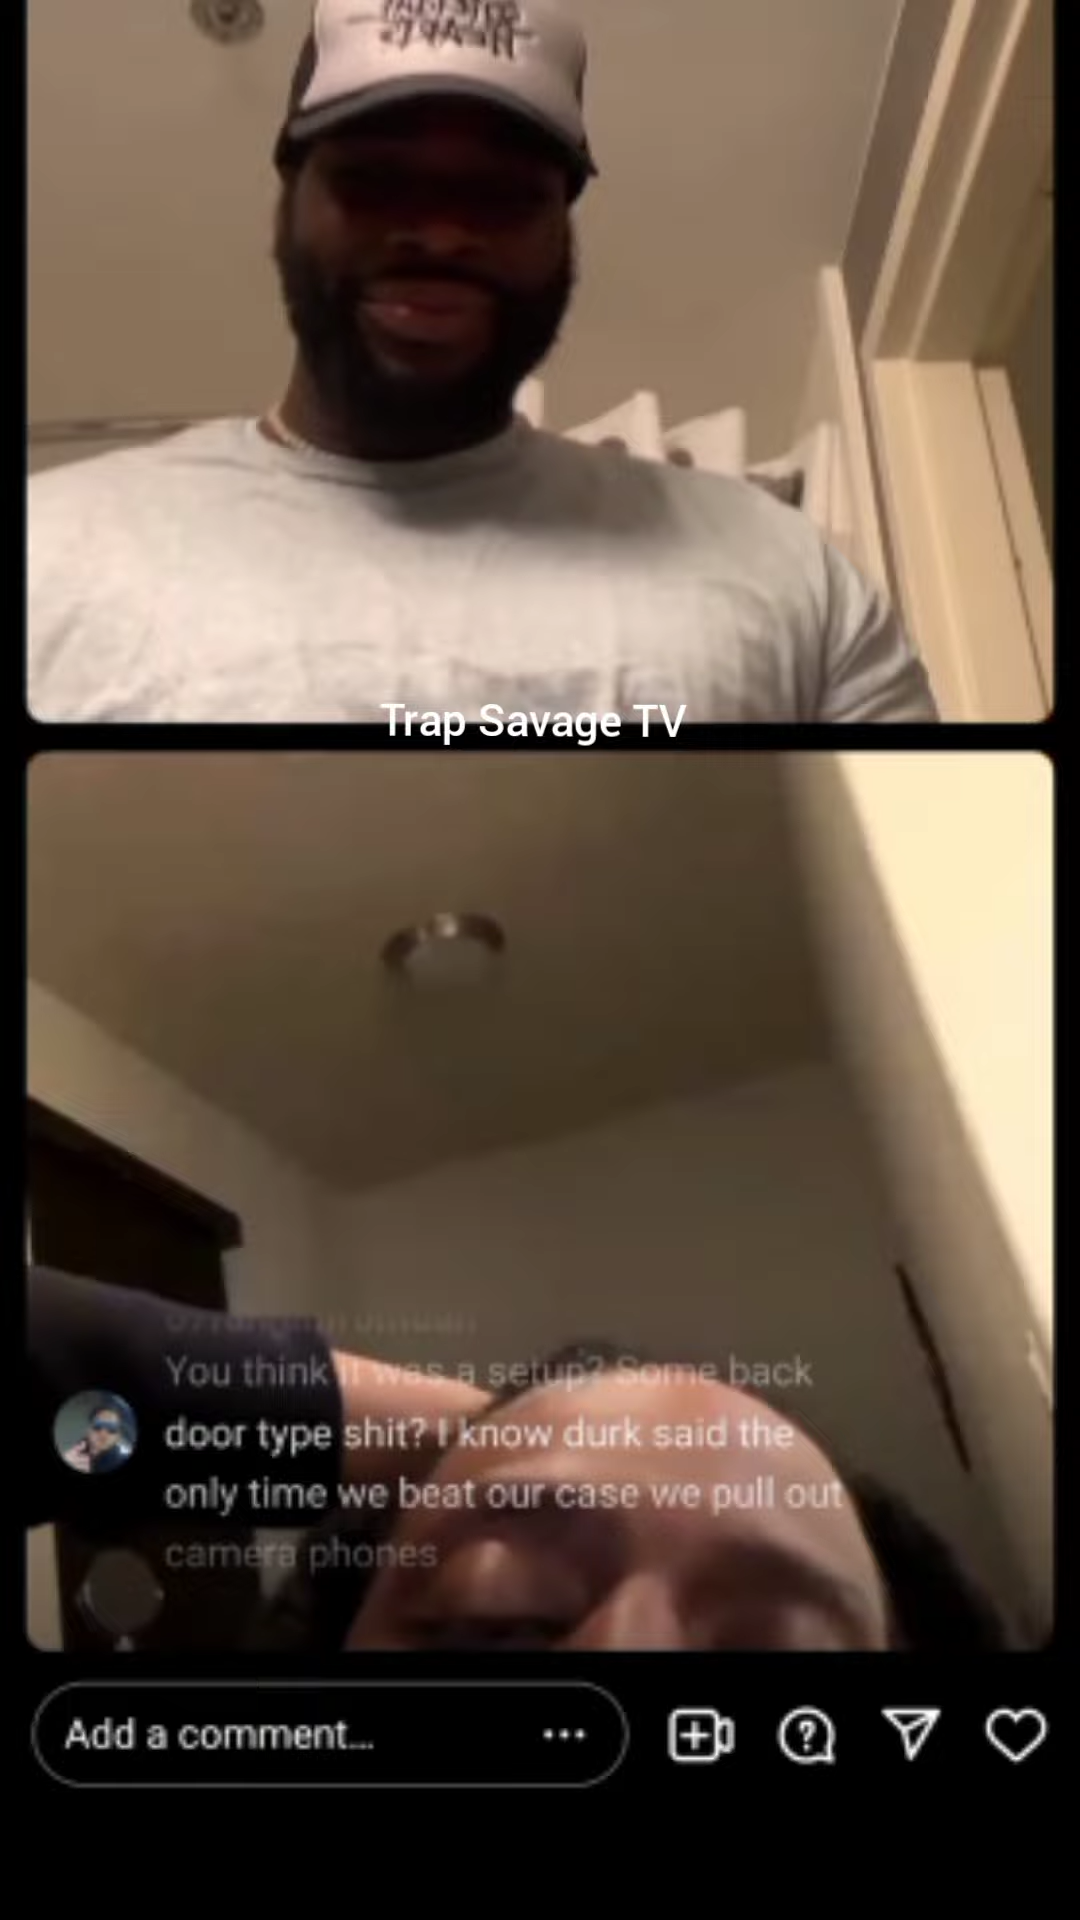 Trap Savage TV
You think it was a setup? Some back
door type shit? I know durk said the
only time we beat our case we pull out
camera phones
Add a comment...